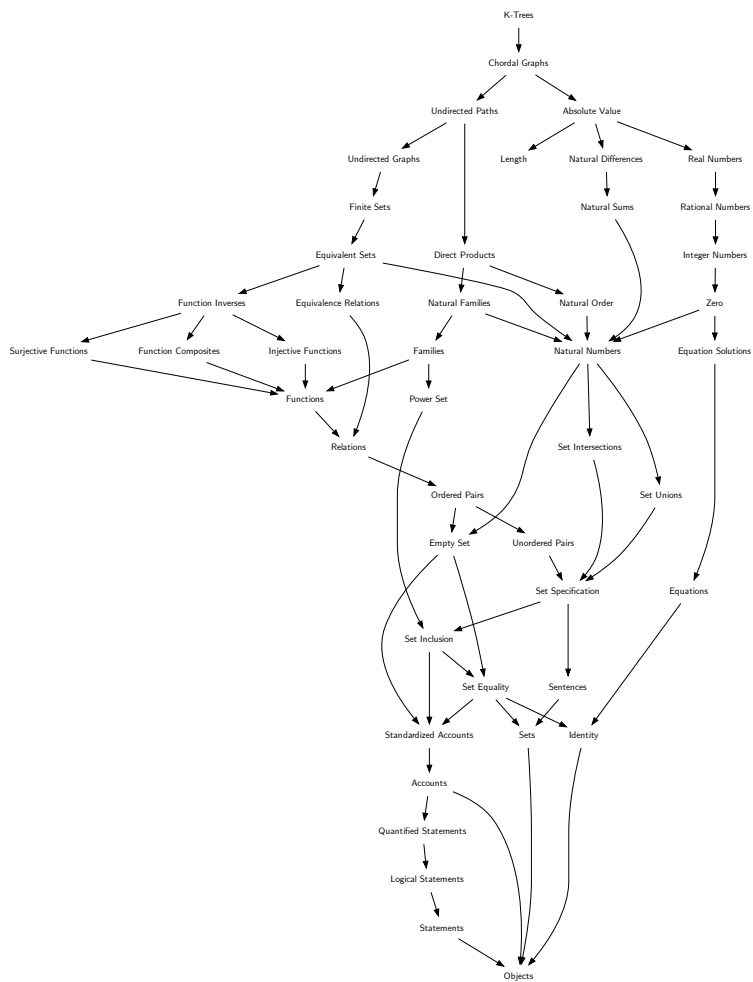 K-Trees
Chordal Graphs
Undirected Paths
Absolute Value
Undirected Graphs
Length
Natural Differences
Real Numbers
Finite Sets
Natural Sums
Rational Numbers
Equivalent Sets
Direct Products
Integer Numbers
Function Inverses
Equivalence Relations
Natural Families
Natural Order
Zero
Surjective Functions
Function Composites
Injective Functions
Families
Natural Numbers
Equation Solutions
Functions
Power Set
Relations
Set Intersections
Ordered Pairs
Set Unions
Empty Set
Unordered Pairs
Set Specification
Equations
Set Inclusion
Set Equality
Sentences
Standardized Accounts
Sets
Identity
Accounts
Quantified Statements
Logical Statements
Statements
Objects